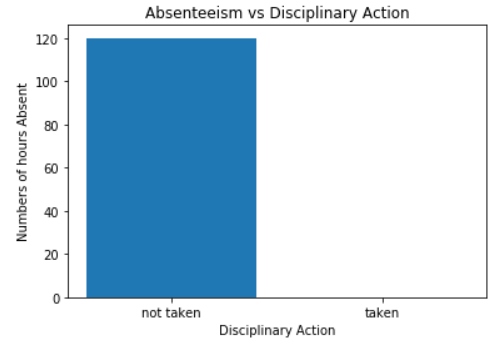 Absenteeism vs Disciplinary Action
120
100
80
60
40
20
0
Numbers of hours Absent
not taken taken
Disciplinary Action